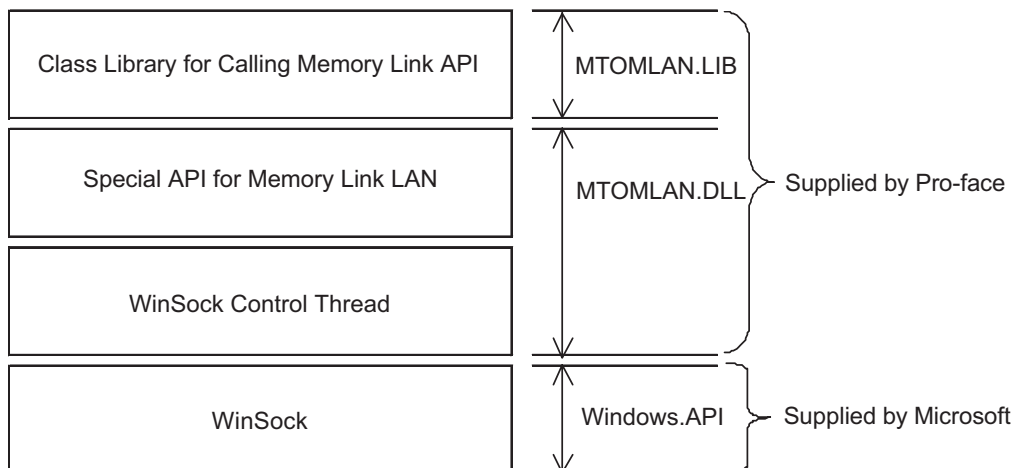 Class Library for Calling Memory Link API
MTOMLAN.LIB
Special API for Memory Link LAN
MTOMLAN.DLL
Supplied by Pro-face
WinSock Control Thread
WinSock
Windows.API
Supplied by Microsoft